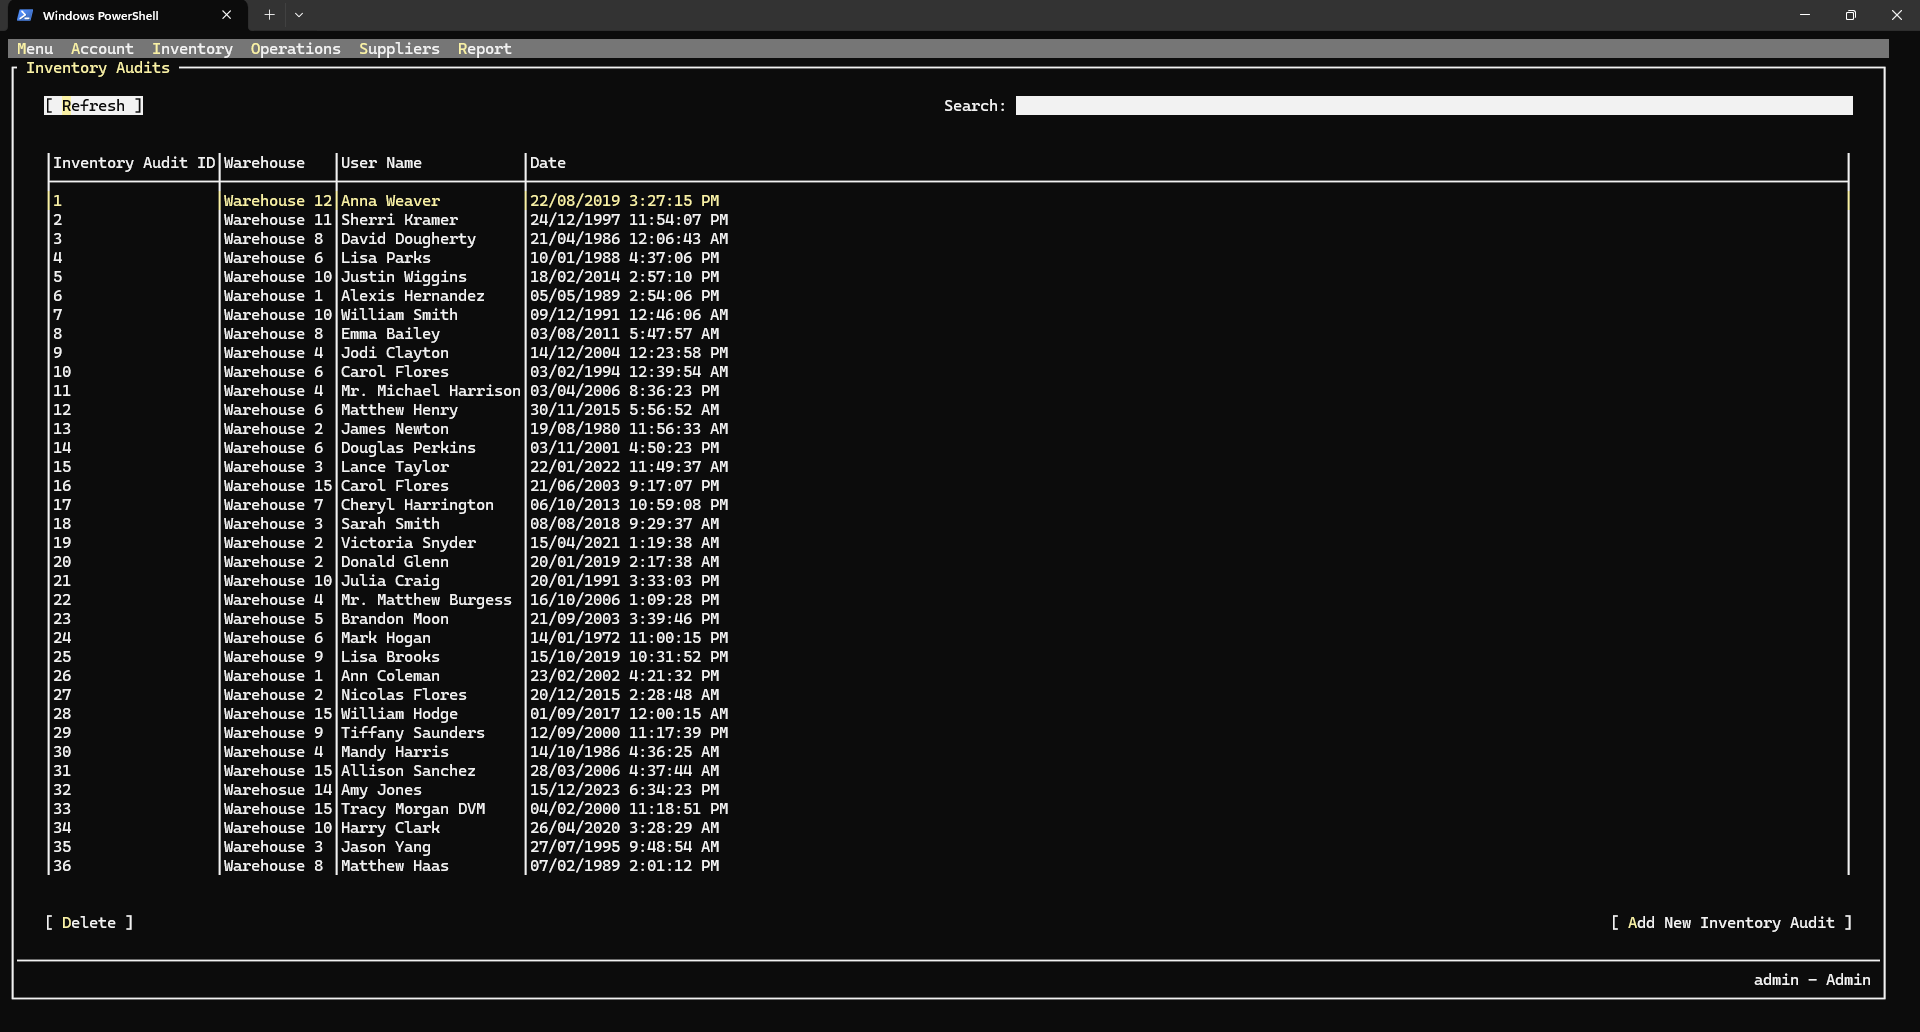 Windows PowerShell
Menu Account Inventory Operations Suppliers Report
Inventory Audits
[ Refresh ] Search:
Inventory Audit ID Warehouse User Name Date
1 Warehouse 12 Anna Weaver 22/08/2019 3:27:15 PM
2 Warehouse 11 Sherri Kramer 24/12/1997 11:54:07 PM
3 Warehouse 8 David Dougherty 21/04/1986 12:06:43 AM
4 Warehouse 6 Lisa Parks 10/01/1988 4:37:06 PM
5 Warehouse 10 Justin Wiggins 18/02/2014 2:57:10 PM
6 Warehouse 1 Alexis Hernandez 05/05/1989 2:54:06 PM
7 Warehouse 10 William Smith 09/12/1991 12:46:06 AM
8 Warehouse 8 Emma Bailey 03/08/2011 5:47:57 AM
9 Warehouse 4 Jodi Clayton 14/12/2004 12:23:58 PM
10 Warehouse 6 Carol Flores 03/02/1994 12:39:54 AM
11 Warehouse 4 Mr. Michael Harrison 03/04/2006 8:36:23 PM
12 Warehouse 6 Matthew Henry 30/11/2015 5:56:52 AM
13 Warehouse 2 James Newton 19/08/1980 11:56:33 AM
14 Warehouse 6 Douglas Perkins 03/11/2001 4:50:23 PM
15 Warehouse 3 Lance Taylor 22/01/2022 11:49:37 AM
16 Warehouse 15 Carol Flores 21/06/2003 9:17:07 PM
17 Warehouse 7 Cheryl Harrington 06/10/2013 10:59:08 PM
18 Warehouse 3 Sarah Smith 08/08/2018 9:29:37 AM
19 Warehouse 2 Victoria Snyder 15/04/2021 1:19:38 AM
20 Warehouse 2 Donald Glenn 20/01/2019 2:17:38 AM
21 Warehouse 10 Julia Craig 20/01/1991 3:33:03 PM
22 Warehouse 4 Mr. Matthew Burgess 16/10/2006 1:09:28 PM
23 Warehouse 5 Brandon Moon 21/09/2003 3:39:46 PM
24 Warehouse 6 Mark Hogan 14/01/1972 11:00:15 PM
25 Warehouse 9 Lisa Brooks 15/10/2019 10:31:52 PM
26 Warehouse 1 Ann Coleman 23/02/2002 4:21:32 PM
27 Warehouse 2 Nicolas Flores 20/12/2015 2:28:48 AM
28 Warehouse 15 William Hodge 01/09/2017 12:00:15 AM
29 Warehouse 9 Tiffany Saunders 12/09/2000 11:17:39 PM
30 Warehouse 4 Mandy Harris 14/10/1986 4:36:25 AM
31 Warehouse 15 Allison Sanchez 28/03/2006 4:37:44 AM
32 Warehosue 14 Amy Jones 15/12/2023 6:34:23 PM
33 Warehouse 15 Tracy Morgan DVM 04/02/2000 11:18:51 PM
34 Warehouse 10 Harry Clark 26/04/2020 3:28:29 AM
35 Warehouse 3 Jason Yang 27/07/1995 9:48:54 AM
36 Warehouse 8 Matthew Haas 07/02/1989 2:01:12 PM
[ Delete ] [ Add New Inventory Audit ]
admin - Admin